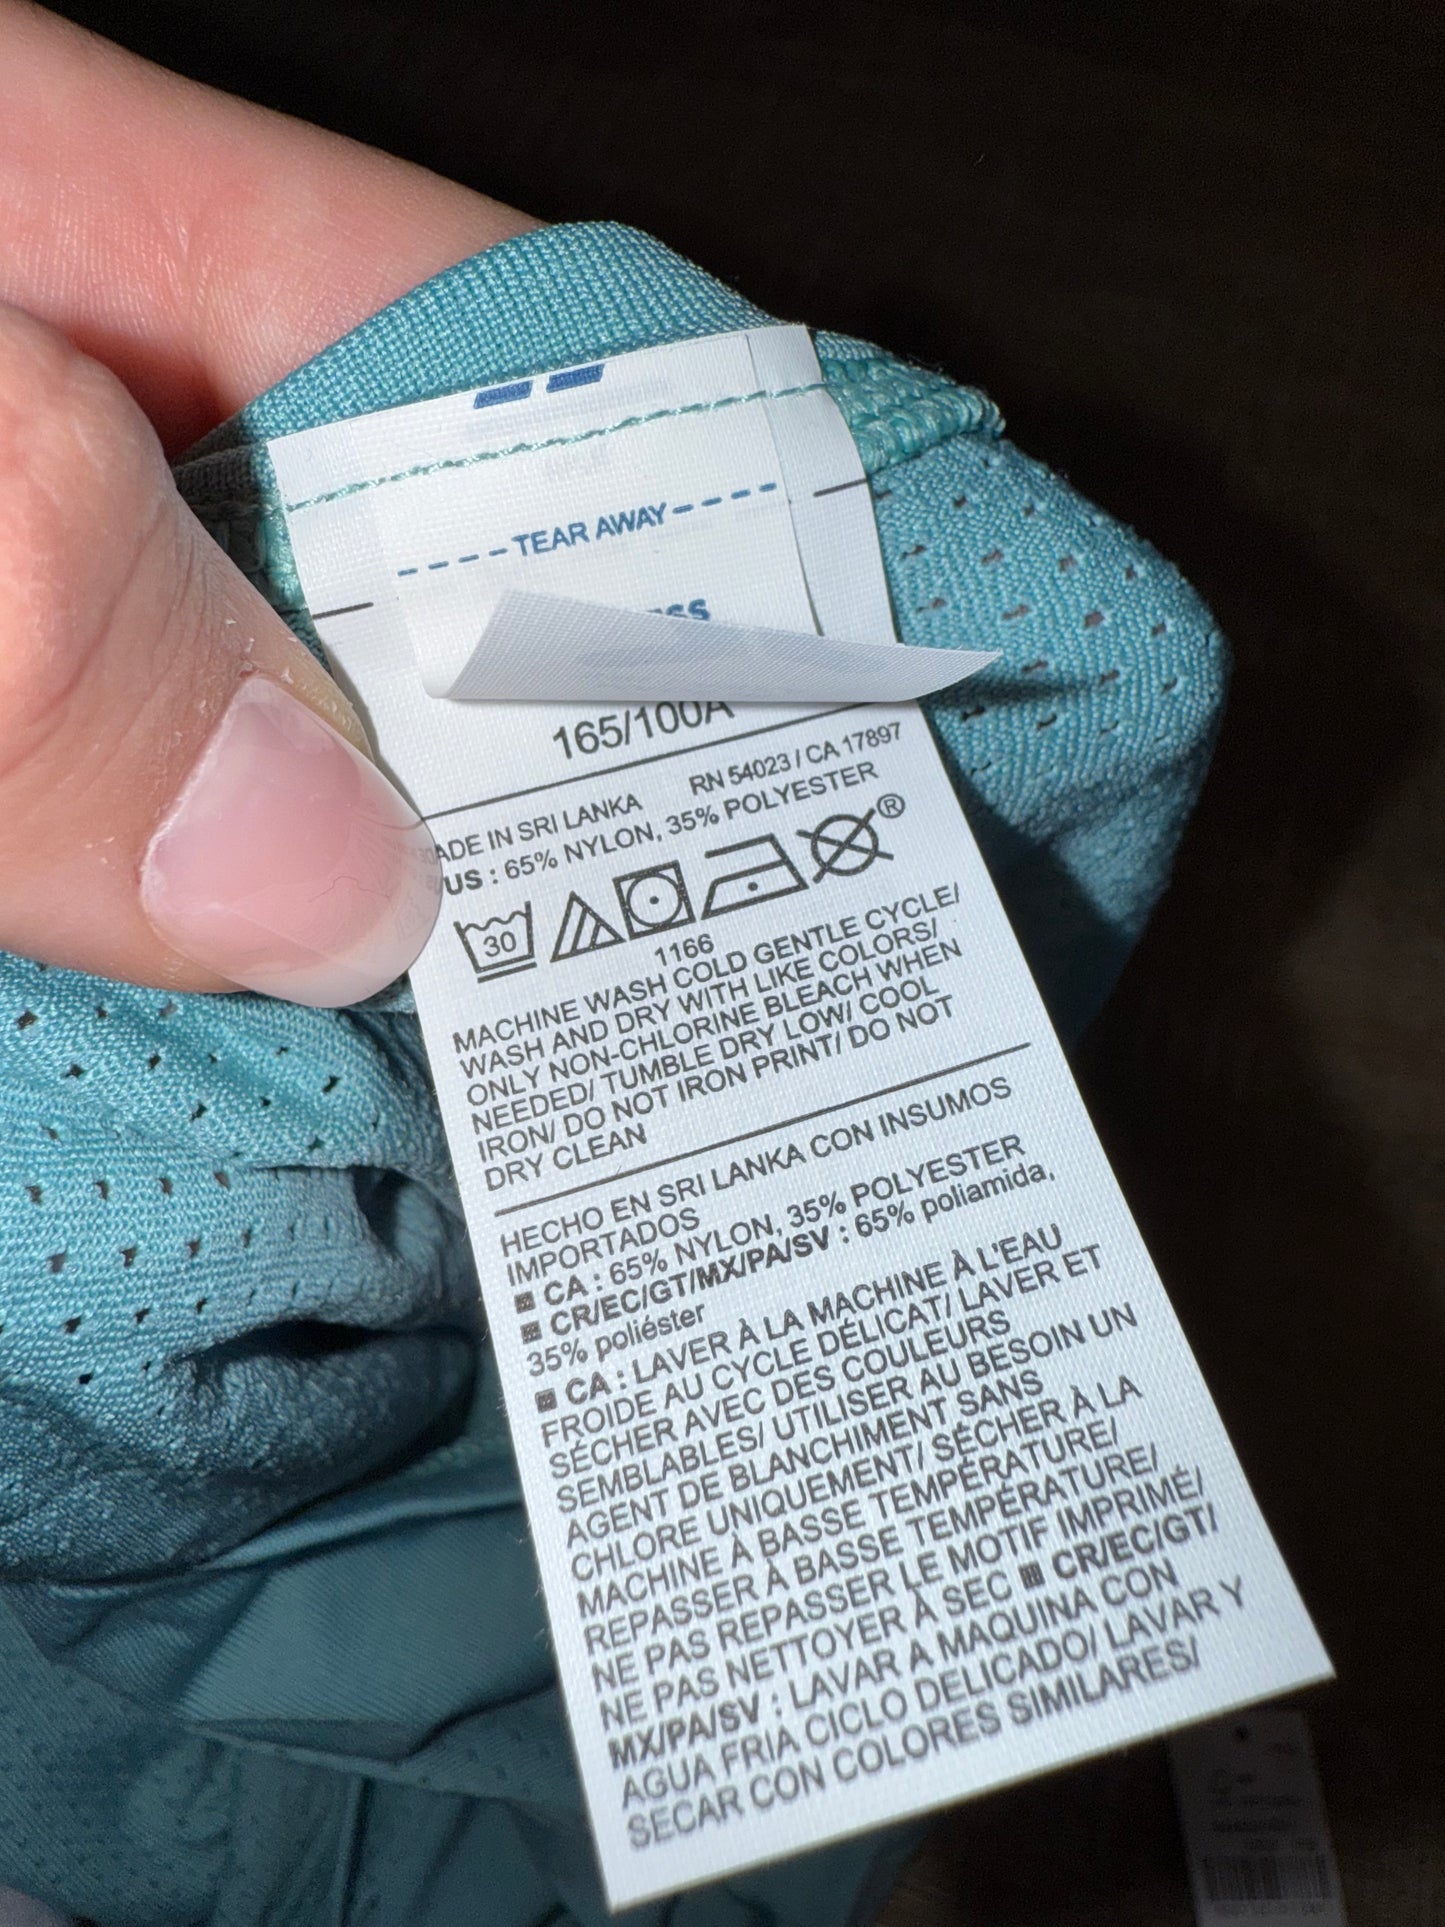 TEAR AWAY
165/100A
RN 54023 / CA 17897
MADE IN SRI LANKA
/US : 65% NYLON, 35% POLYESTER
30
®
1166
MACHINE WASH COLD GENTLE CYCLE/
WASH AND DRY WITH LIKE COLORS/
ONLY NON-CHLORINE BLEACH WHEN
NEEDED/ TUMBLE DRY LOW/ COOL
IRON/ DO NOT IRON PRINT/ DO NOT
DRY CLEAN
HECHO EN SRI LANKA CON INSUMOS
IMPORTADOS
CA : 65% NYLON, 35% POLYESTER
CR/EC/GT/MX/PA/SV : 65% poliamida,
35% poliéster
CA : LAVER À LA MACHINE À L'EAU
FROIDE AU CYCLE DÉLICAT/ LAVER ET
SÉCHER AVEC DES COULEURS
SEMBLABLES/ UTILISER AU BESOIN UN
AGENT DE BLANCHIMENT SANS
CHLORE UNIQUEMENT/ SÉCHER À LA
MACHINE À BASSE TEMPÉRATURE/
REPASSER À BASSE TEMPÉRATURE/
NE PAS REPASSER LE MOTIF IMPRIMÉ/
NE PAS NETTOYER À SEC CR/EC/GT/
MX/PA/SV : LAVAR A MAQUINA CON
AGUA FRIA CICLO DELICADO/ LAVAR Y
SECAR CON COLORES SIMILARES/